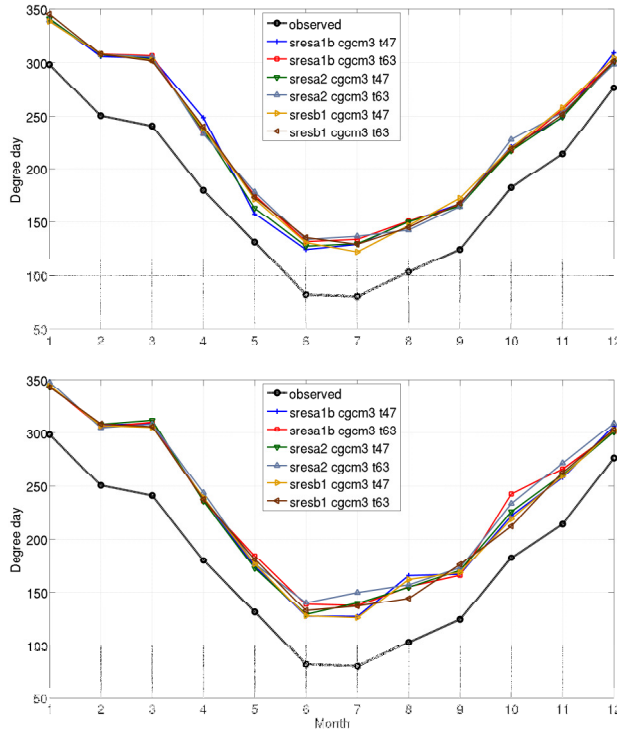 350
300
250
200
150
100
50
Degree day
observed
sresa1b cgcm3 t47
sresa1b cgcm3 t63
sresa2 cgcm3 t47
sresa2 cgcm3 t63
sresb1 cgcm3 t47
sresb1 cgcm3 t63
1 2 3 4 5 6 7 8 9 10 11 12
350
300
250
200
150
100
50
Degree day
observed
sresa1b cgcm3 t47
sresa1b cgcm3 t63
sresa2 cgcm3 t47
sresa2 cgcm3 t63
sresb1 cgcm3 t47
sresb1 cgcm3 t63
1 2 3 4 5 6 7 8 9 10 11 12
Month